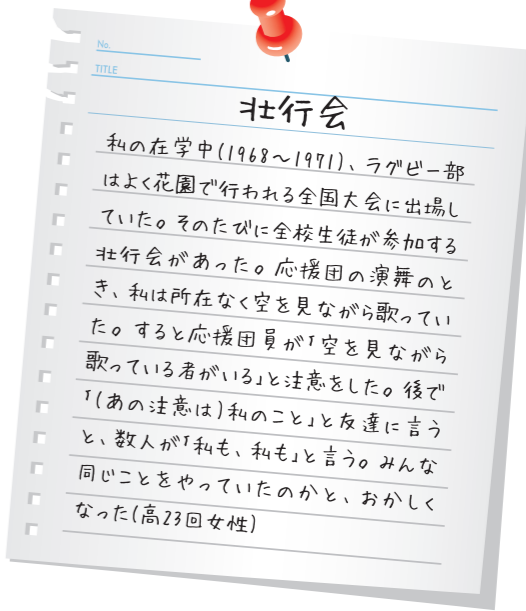 No.
TITLE
壮行会
私の在学中(1968～1971)、ラグビー部
はよく花園で行われる全国大会に出場し
ていた。そのたびに全校生徒が参加する
壮行会があった。応援団の演舞のと
き、私は所在なく空を見ながら歌ってい
た。すると応援団員が「空を見ながら
歌っている者がいる」と注意をした。後で
「(あの注意は)私のこと」と友達に言う
と、数人が「私も、私も」と言う。みんな
同じことをやっていたのかと、おかしく
なった(高23回女性)